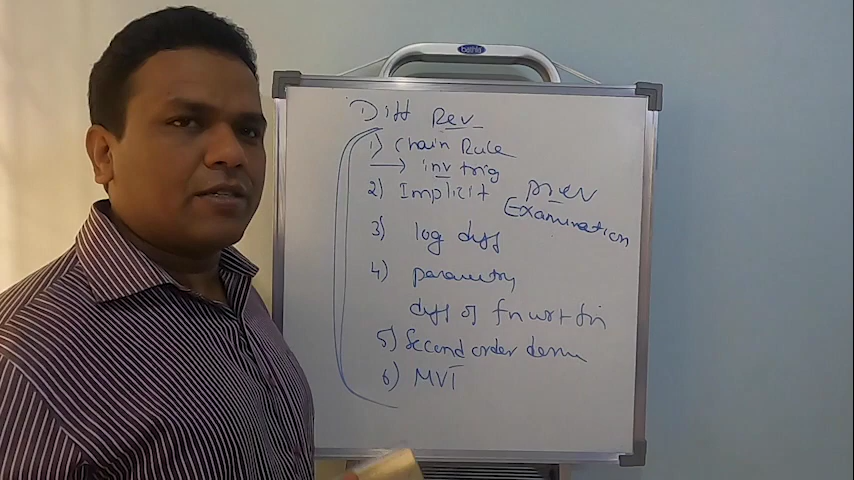 bathla
Diff Rev
1) Chain Rule
→ inv trig
2) Implicit
prev
Examination
3) log diff
4) parametry
diff of fn wrt fn
5) Second order deriv
6) MVT